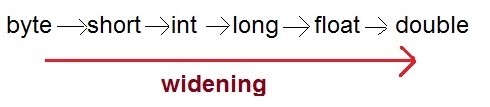 byte → short → int → long → float → double
widening